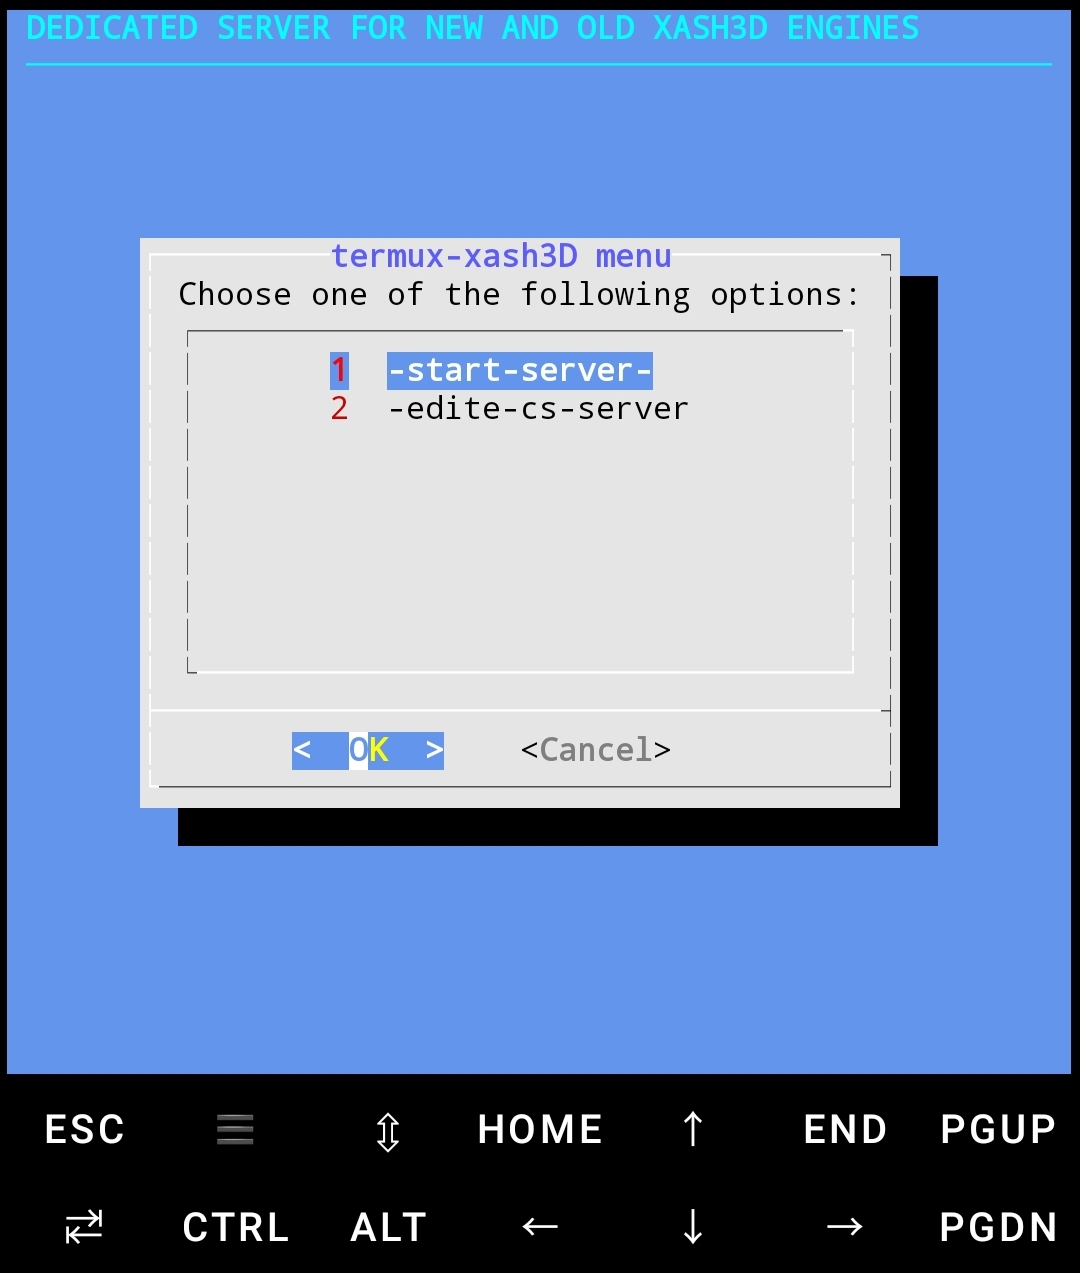 DEDICATED SERVER FOR NEW AND OLD XASH3D ENGINES
termux-xash3D menu
Choose one of the following options:
1 -start-server-
2 -edite-cs-server
< OK > <Cancel>
ESC ☰ ⇕ HOME ↑ END PGUP
⇄ CTRL ALT ← ↓ → PGDN